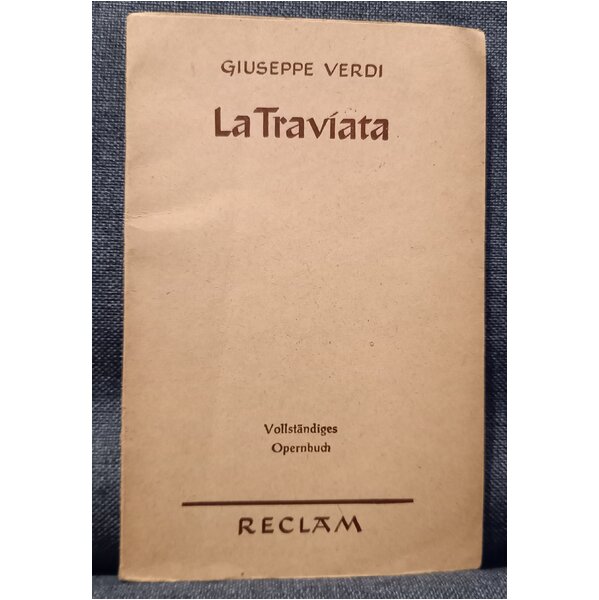 GIUSEPPE VERDI
La Traviata
Vollständiges
Opernbuch
RECLAM